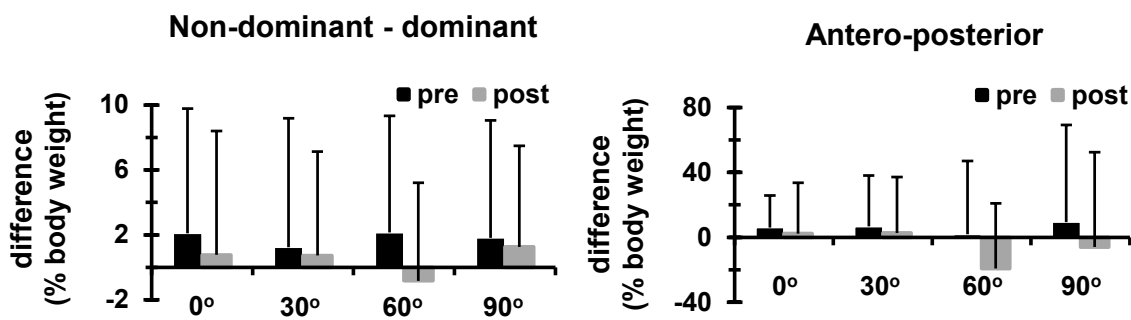 Non-dominant - dominant
pre post
difference
(% body weight)
10
6
2
-2
0º 30º 60º 90º
Antero-posterior
pre post
difference
(% body weight)
80
40
0
-40
0º 30º 60º 90º